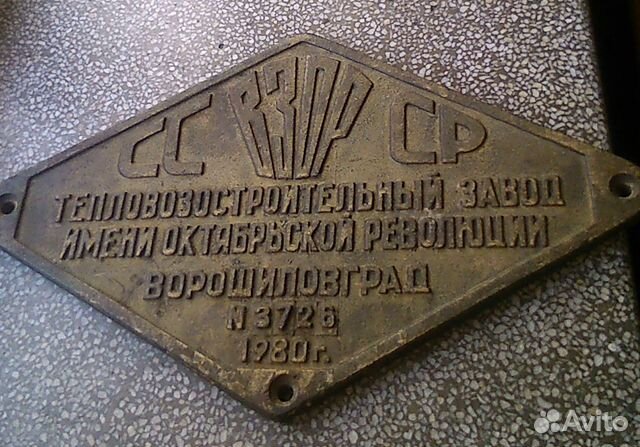 СС ВЗОР СР
ТЕПЛОВОЗОСТРОИТЕЛЬНЫЙ ЗАВОД
ИМЕНИ ОКТЯБРЬСКОЙ РЕВОЛЮЦИИ
ВОРОШИЛОВГРАД
N 3726
1980 г.
Avito